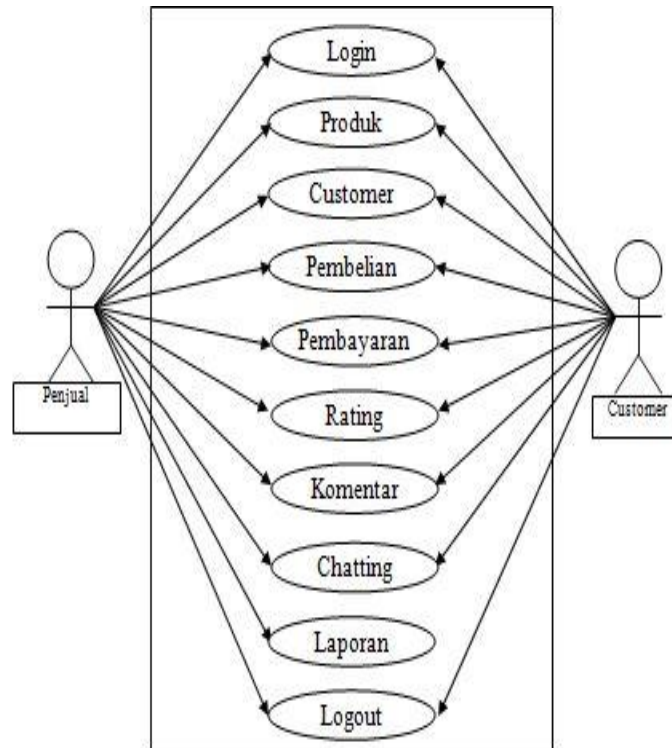 Login
Produk
Customer
Pembelian
Pembayaran
Rating
Komentar
Chatting
Laporan
Logout
Penjual
Customer